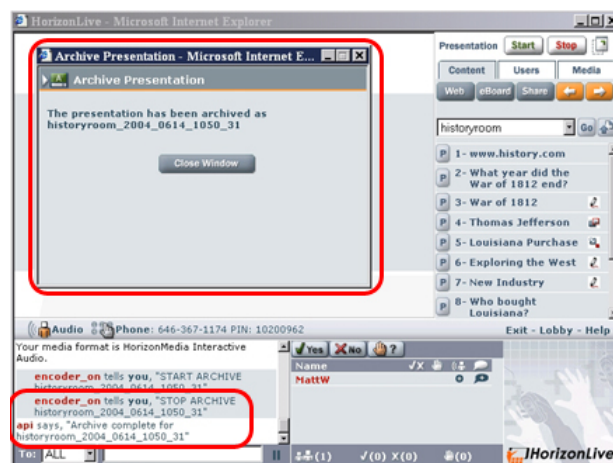 HorizonLive - Microsoft Internet Explorer
Archive Presentation - Microsoft Internet E...
Archive Presentation
The presentation has been archived as
historyroom_2004_0614_1050_31
Close Window
Presentation Start Stop
Content Users Media
Web eBoard Share
historyroom Go
P 1- www.history.com
P 2- What year did the
War of 1812 end?
P 3- War of 1812
P 4- Thomas Jefferson
P 5- Louisiana Purchase
P 6- Exploring the West
P 7- New Industry
P 8- Who bought
Louisiana?
Audio Phone: 646-367-1174 PIN: 10200962
Exit - Lobby - Help
Your media format is HorizonMedia Interactive
Audio.
encoder_on tells you, "START ARCHIVE
historyroom_2004_0614_1050_31"
encoder_on tells you, "STOP ARCHIVE
historyroom_2004_0614_1050_31"
api says, "Archive complete for
historyroom_2004_0614_1050_31"
To: ALL
Yes No ?
Name √X
MattW
(1) √(0) X(0) (0)
HorizonLive